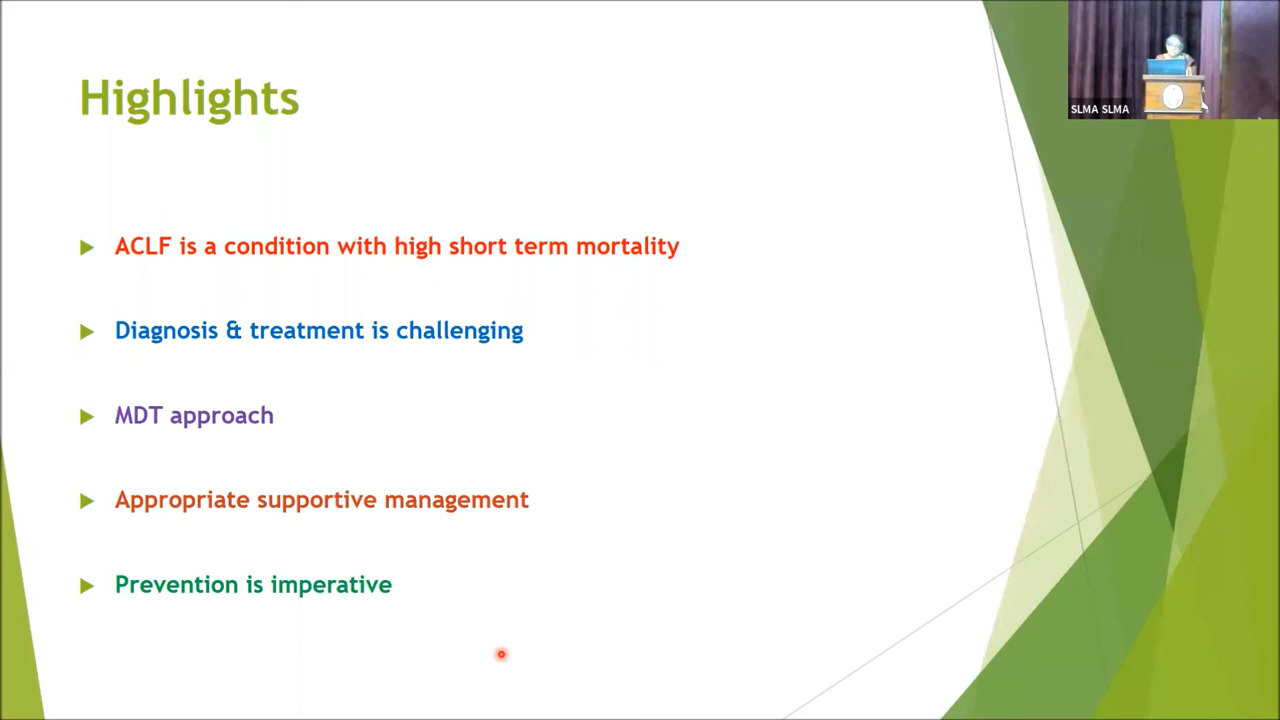 Highlights
SLMA SLMA
ACLF is a condition with high short term mortality
Diagnosis & treatment is challenging
MDT approach
Appropriate supportive management
Prevention is imperative